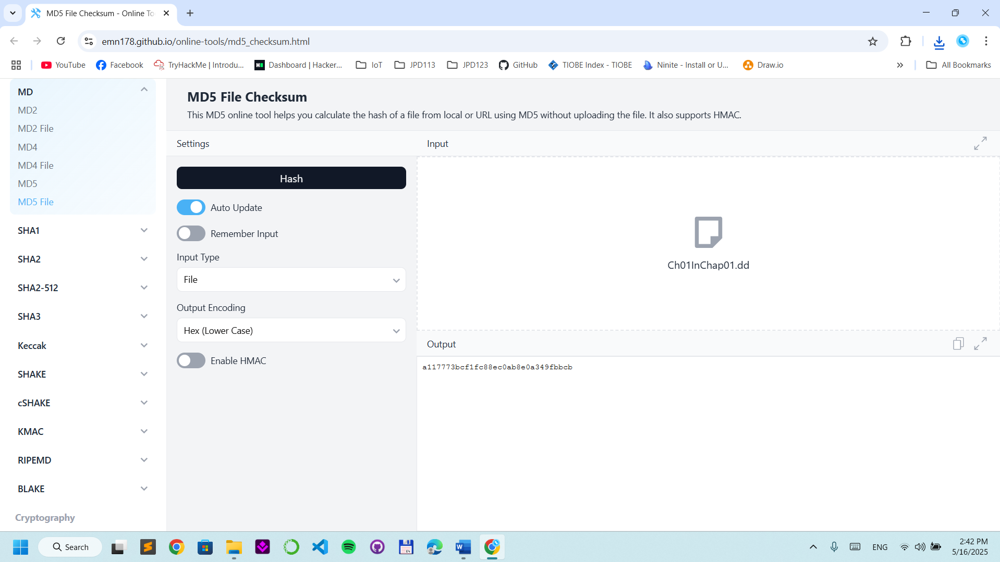 MD5 File Checksum - Online To
emn178.github.io/online-tools/md5_checksum.html
YouTube
Facebook
TryHackMe | Introdu...
Dashboard | Hacker...
IoT
JPD113
JPD123
GitHub
TIOBE Index - TIOBE
Ninite - Install or U...
Draw.io
All Bookmarks
MD
MD2
MD2 File
MD4
MD4 File
MD5
MD5 File
SHA1
SHA2
SHA2-512
SHA3
Keccak
SHAKE
cSHAKE
KMAC
RIPEMD
BLAKE
Cryptography
MD5 File Checksum
This MD5 online tool helps you calculate the hash of a file from local or URL using MD5 without uploading the file. It also supports HMAC.
Settings
Hash
Auto Update
Remember Input
Input Type
File
Output Encoding
Hex (Lower Case)
Enable HMAC
Input
Ch01InChap01.dd
Output
a117773bcf1fc88ec0ab8e0a349fbbcb
Search
64
ENG
2:42 PM
5/16/2025